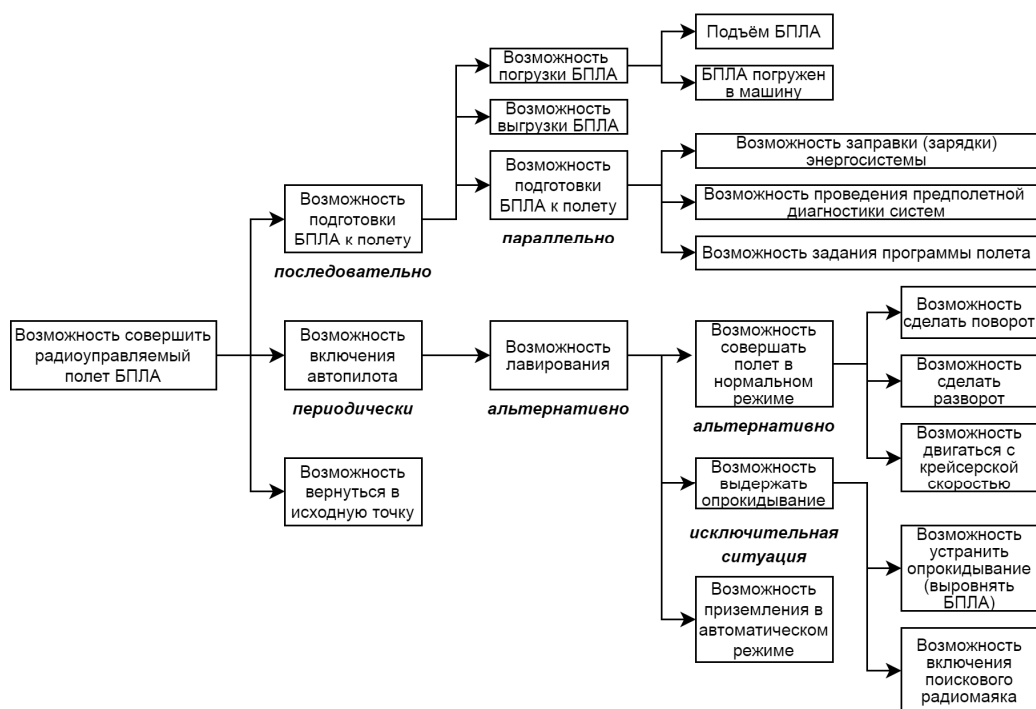 Возможность совершить
радиоуправляемый
полет БПЛА
Возможность
подготовки
БПЛА к полету
последовательно
Возможность
погрузки БПЛА
Подъём БПЛА
БПЛА погружен
в машину
Возможность
выгрузки БПЛА
Возможность
подготовки
БПЛА к полету
параллельно
Возможность заправки (зарядки)
энергосистемы
Возможность проведения предполетной
диагностики систем
Возможность задания программы полета
Возможность
включения
автопилота
периодически
Возможность
лавирования
альтернативно
Возможность
совершать
полет в
нормальном
режиме
альтернативно
Возможность
сделать поворот
Возможность
сделать
разворот
Возможность
двигаться с
крейсерской
скоростью
Возможность
выдержать
опрокидывание
исключительная
ситуация
Возможность
устранить
опрокидывание
(выровнять
БПЛА)
Возможность
включения
поискового
радиомаяка
Возможность
приземления в
автоматическом
режиме
Возможность
вернуться в
исходную точку